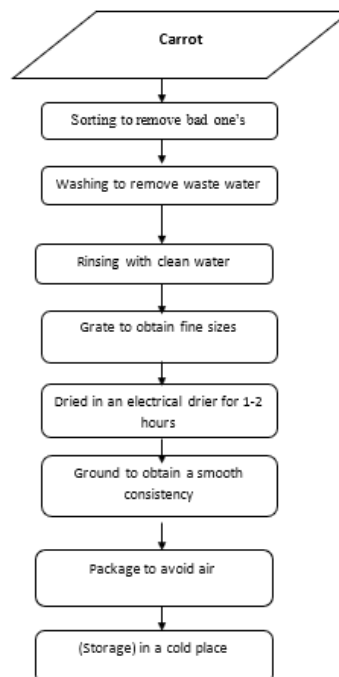 Carrot
Sorting to remove bad one's
Washing to remove waste water
Rinsing with clean water
Grate to obtain fine sizes
Dried in an electrical drier for 1-2
hours
Ground to obtain a smooth
consistency
Package to avoid air
(Storage) in a cold place